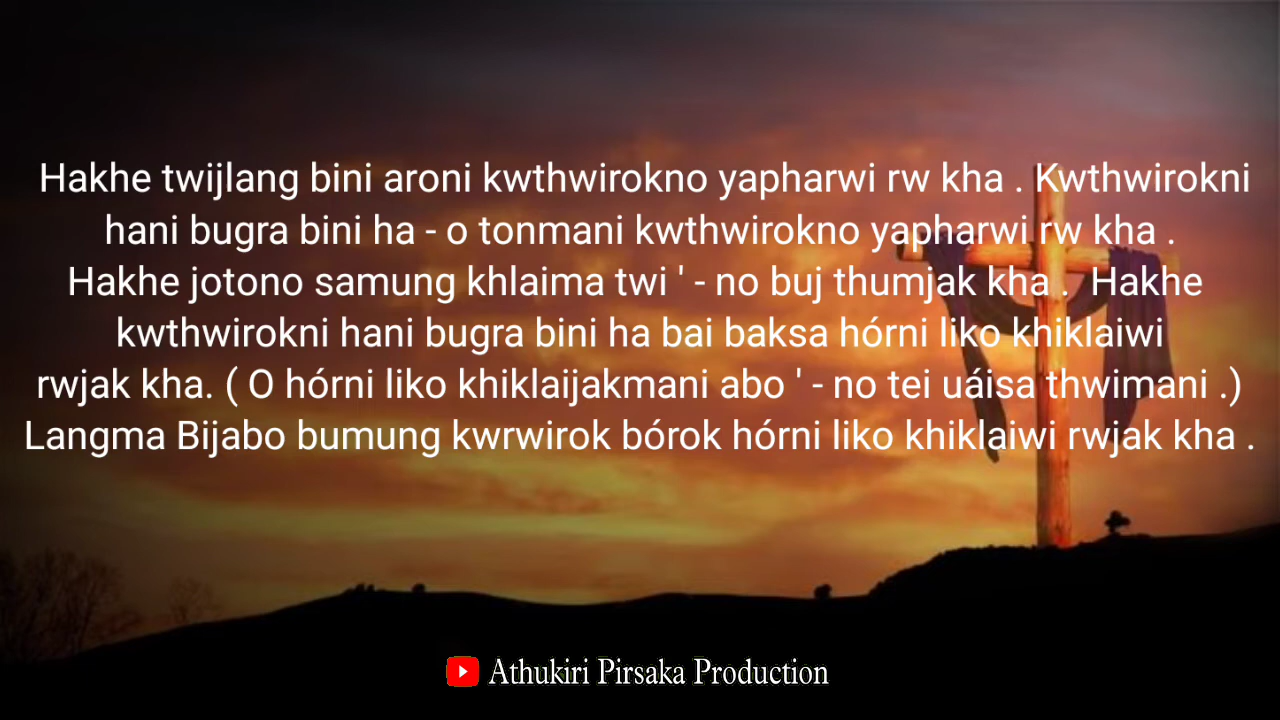 Hakhe twijlang bini aroni kwthwirokno yapharwi rw kha . Kwthwirokni
hani bugra bini ha - o tonmani kwthwirokno yapharwi rw kha .
Hakhe jotono samung khlaima twi ' - no buj thumjak kha . Hakhe
kwthwirokni hani bugra bini ha bai baksa hórni liko khiklaiwi
rwjak kha. ( O hórni liko khiklaijakmani abo ' - no tei uáisa thwimani .)
Langma Bijabo bumung kwrwirok bórok hórni liko khiklaiwi rwjak kha .
Athukiri Pirsaka Production